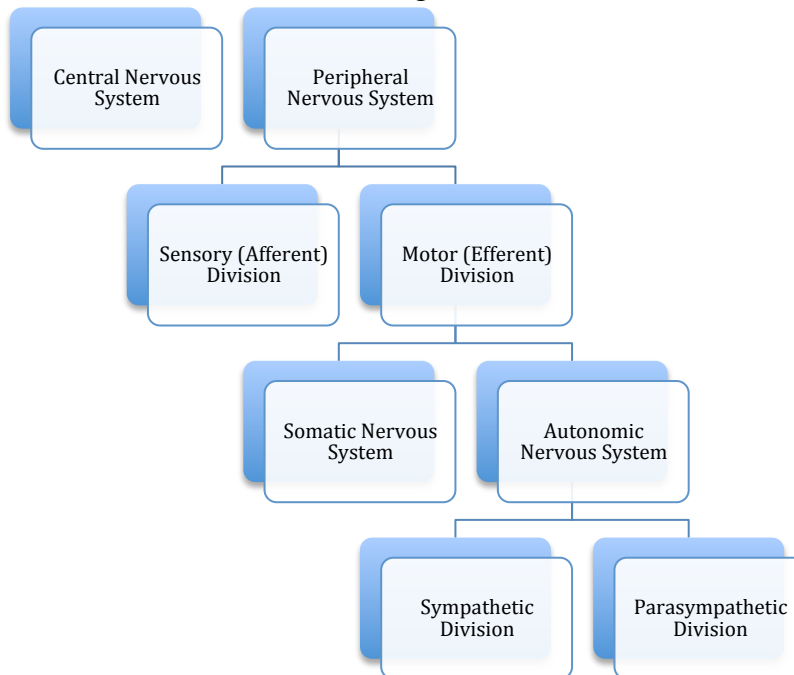 Central Nervous
System
Peripheral
Nervous System
Sensory (Afferent)
Division
Motor (Efferent)
Division
Somatic Nervous
System
Autonomic
Nervous System
Sympathetic
Division
Parasympathetic
Division